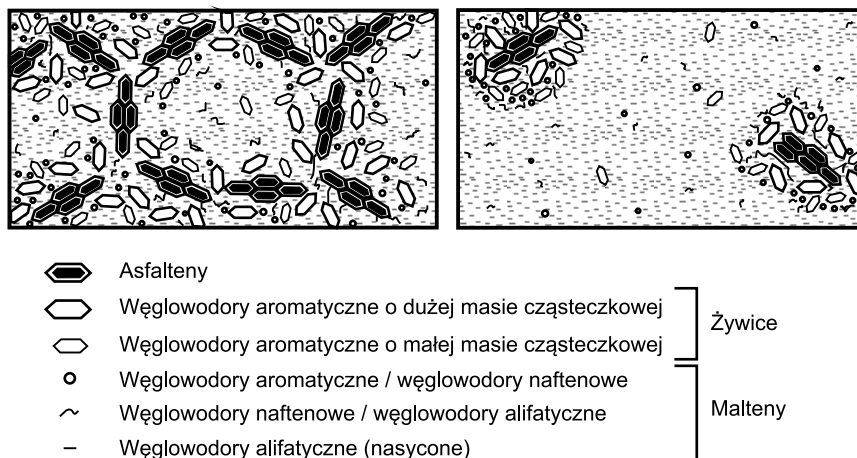 Asfalteny
Węglowodory aromatyczne o dużej masie cząsteczkowej
Żywice
Węglowodory aromatyczne o małej masie cząsteczkowej
Węglowodory aromatyczne / węglowodory naftenowe
Węglowodory naftenowe / węglowodory alifatyczne
Malteny
Węglowodory alifatyczne (nasycone)